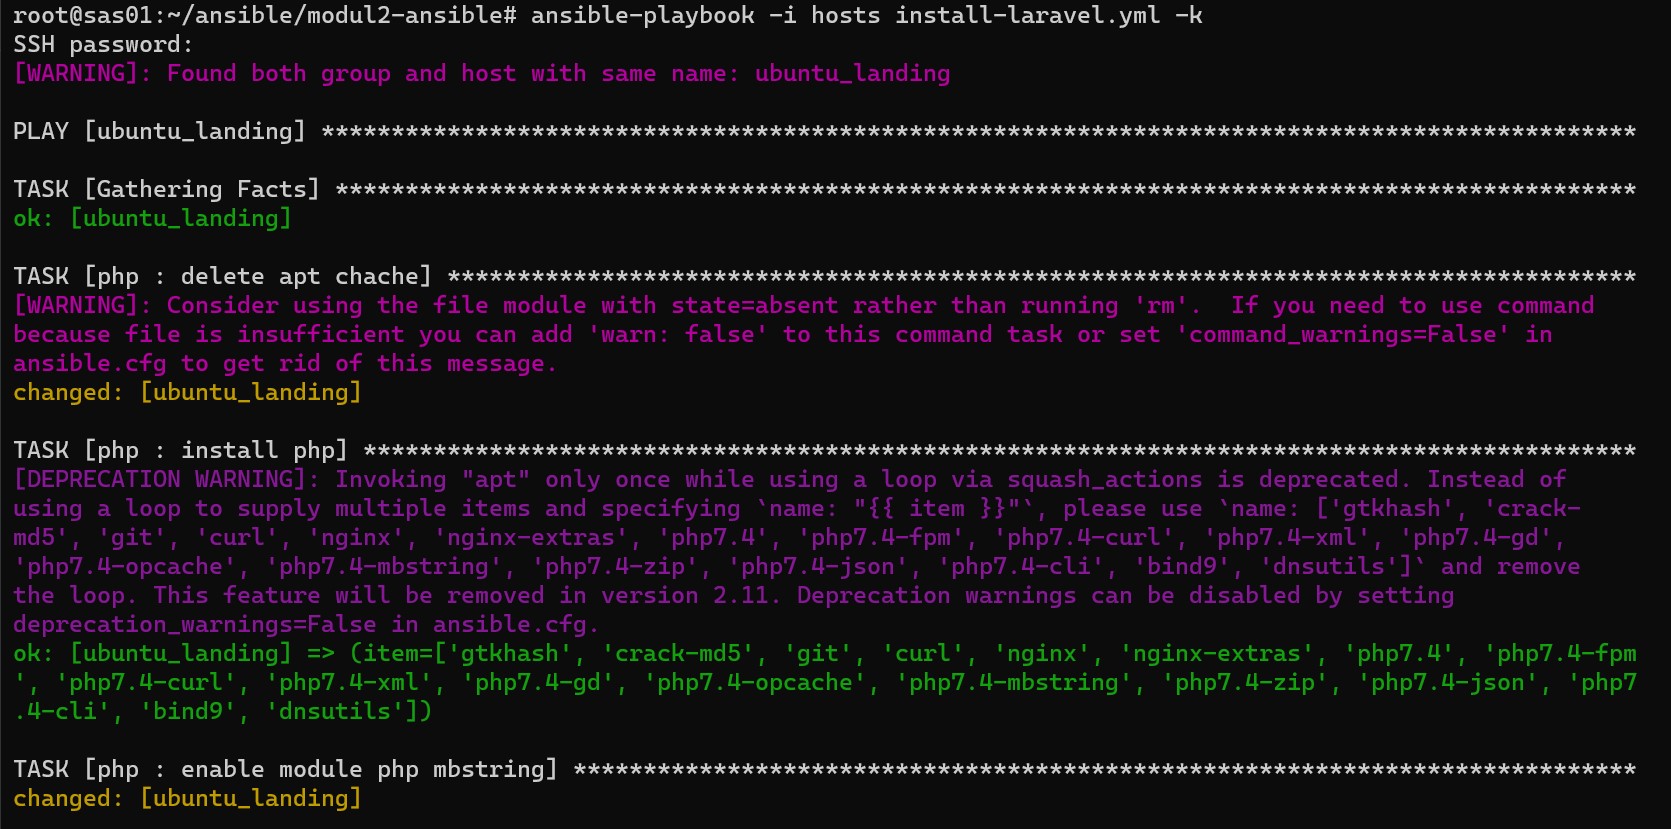 root@sas01:~/ansible/modul2-ansible# ansible-playbook -i hosts install-laravel.yml -k
SSH password:
[WARNING]: Found both group and host with same name: ubuntu_landing
PLAY [ubuntu_landing] **********************************************************************************************
TASK [Gathering Facts] *********************************************************************************************
ok: [ubuntu_landing]
TASK [php : delete apt chache] *************************************************************************************
[WARNING]: Consider using the file module with state=absent rather than running 'rm'.  If you need to use command
because file is insufficient you can add 'warn: false' to this command task or set 'command_warnings=False' in
ansible.cfg to get rid of this message.
changed: [ubuntu_landing]
TASK [php : install php] *******************************************************************************************
[DEPRECATION WARNING]: Invoking "apt" only once while using a loop via squash_actions is deprecated. Instead of
using a loop to supply multiple items and specifying `name: "{{ item }}"`, please use `name: ['gtkhash', 'crack-
md5', 'git', 'curl', 'nginx', 'nginx-extras', 'php7.4', 'php7.4-fpm', 'php7.4-curl', 'php7.4-xml', 'php7.4-gd',
'php7.4-opcache', 'php7.4-mbstring', 'php7.4-zip', 'php7.4-json', 'php7.4-cli', 'bind9', 'dnsutils']` and remove
the loop. This feature will be removed in version 2.11. Deprecation warnings can be disabled by setting
deprecation_warnings=False in ansible.cfg.
ok: [ubuntu_landing] => (item=['gtkhash', 'crack-md5', 'git', 'curl', 'nginx', 'nginx-extras', 'php7.4', 'php7.4-fpm
', 'php7.4-curl', 'php7.4-xml', 'php7.4-gd', 'php7.4-opcache', 'php7.4-mbstring', 'php7.4-zip', 'php7.4-json', 'php7
.4-cli', 'bind9', 'dnsutils'])
TASK [php : enable module php mbstring] ****************************************************************************
changed: [ubuntu_landing]